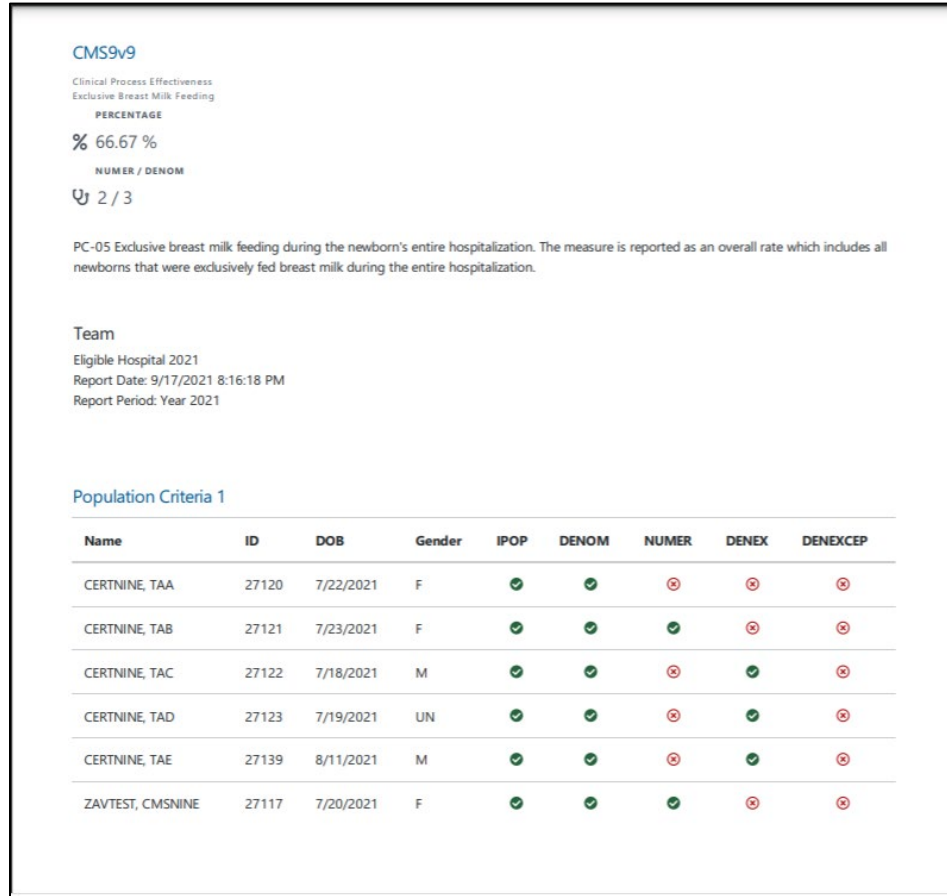 CMS9v9
Clinical Process Effectiveness
Exclusive Breast Milk Feeding
PERCENTAGE
% 66.67 %
NUMER / DENOM
2 / 3
PC-05 Exclusive breast milk feeding during the newborn's entire hospitalization. The measure is reported as an overall rate which includes all
newborns that were exclusively fed breast milk during the entire hospitalization.
Team
Eligible Hospital 2021
Report Date: 9/17/2021 8:16:18 PM
Report Period: Year 2021
Population Criteria 1
Name ID DOB Gender IPOP DENOM NUMER DENEX DENEXCEP
CERTNINE, TAA 27120 7/22/2021 F
CERTNINE, TAB 27121 7/23/2021 F
CERTNINE, TAC 27122 7/18/2021 M
CERTNINE, TAD 27123 7/19/2021 UN
CERTNINE, TAE 27139 8/11/2021 M
ZAVTEST, CMSNINE 27117 7/20/2021 F